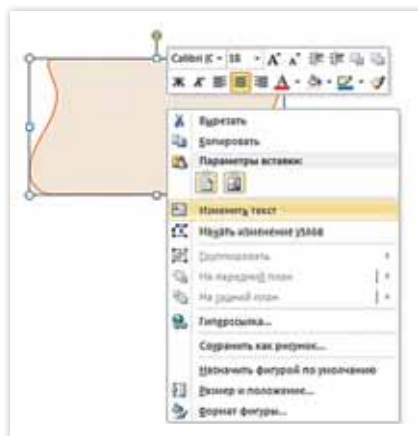 Calibri (С 18 A A
Ж К A
Вырезать
Копировать
Параметры вставки:
Изменить текст
Начать изменение узлов
Группировать
На передний план
На задний план
Гиперссылка...
Сохранить как рисунок...
Назначить фигурой по умолчанию
Размер и положение...
Формат фигуры...